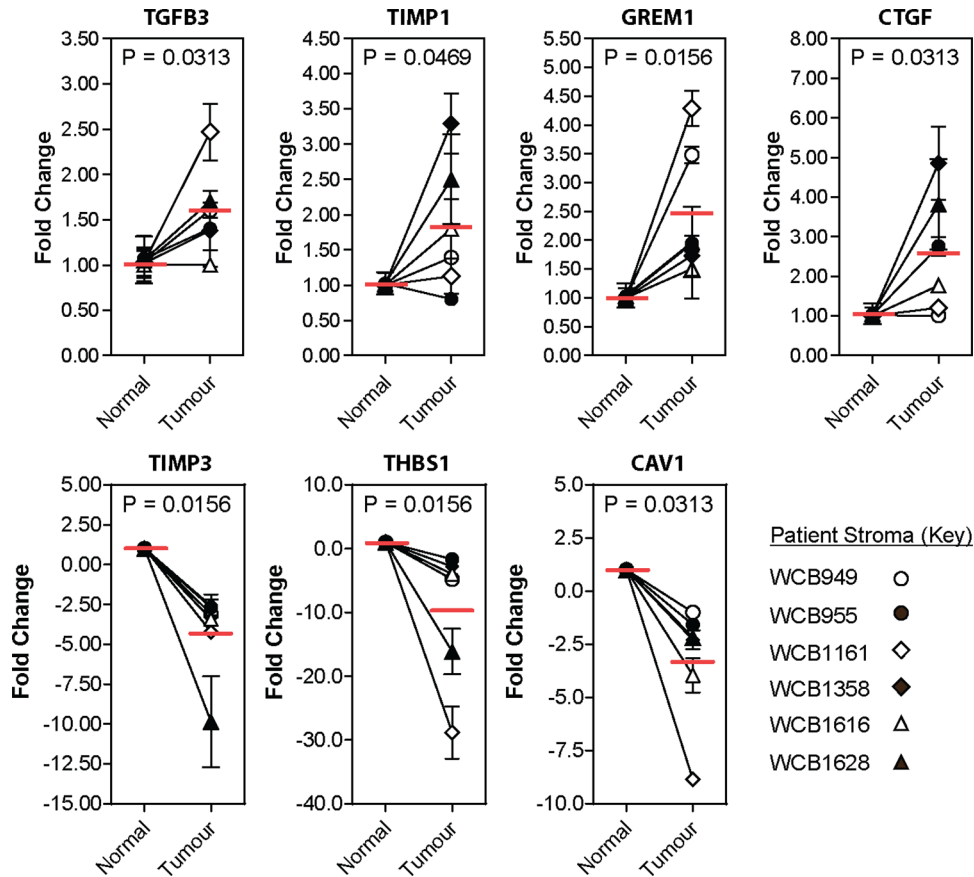 TGFB3
P = 0.0313
Fold Change
3.50
3.00
2.50
2.00
1.50
1.00
0.50
0.00
Normal
Tumour
TIMP1
P = 0.0469
Fold Change
4.50
4.00
3.50
3.00
2.50
2.00
1.50
1.00
0.50
0.00
Normal
Tumour
GREM1
P = 0.0156
Fold Change
5.50
5.00
4.50
4.00
3.50
3.00
2.50
2.00
1.50
1.00
0.50
0.00
Normal
Tumour
CTGF
P = 0.0313
Fold Change
8.00
7.00
6.00
5.00
4.00
3.00
2.00
1.00
0.00
Normal
Tumour
TIMP3
P = 0.0156
Fold Change
5.00
2.50
0.00
-2.50
-5.00
-7.50
-10.00
-12.50
-15.00
Normal
Tumour
THBS1
P = 0.0156
Fold Change
10.0
0.0
-10.0
-20.0
-30.0
-40.0
Normal
Tumour
CAV1
P = 0.0313
Fold Change
5.0
2.5
0.0
-2.5
-5.0
-7.5
-10.0
Normal
Tumour
Patient Stroma (Key)
WCB949
WCB955
WCB1161
WCB1358
WCB1616
WCB1628